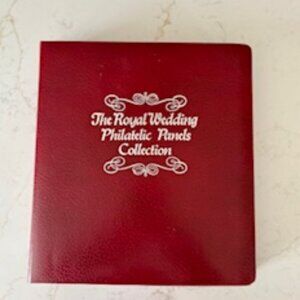 The Royal Wedding
Philatelic Panels
Collection